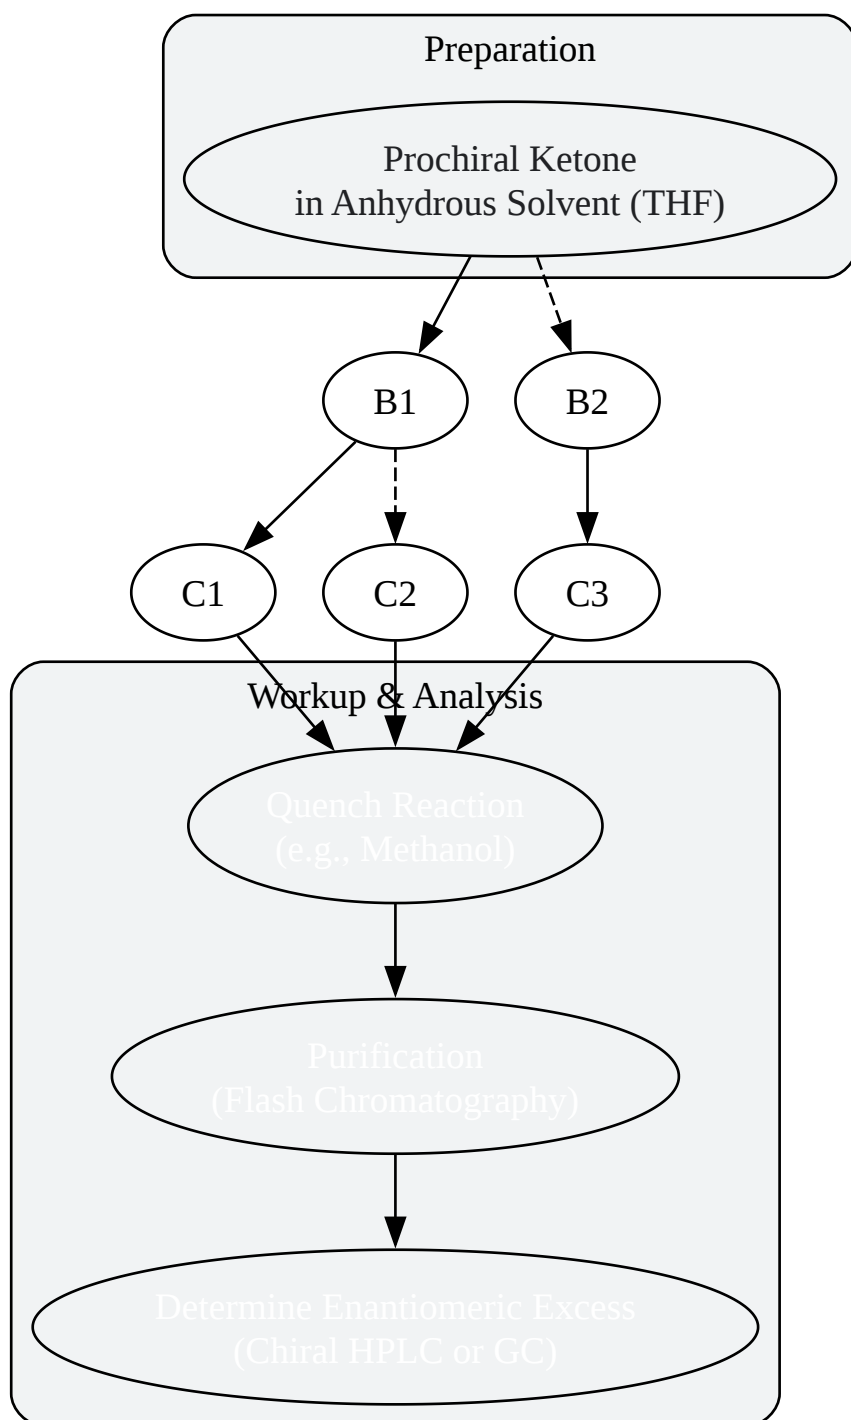 Preparation
Prochiral Ketone
in Anhydrous Solvent (THF)
B1
B2
C1
C2
C3
Workup & Analysis
Quench Reaction
(e.g., Methanol)
Purification
(Flash Chromatography)
Determine Enantiomeric Excess
(Chiral HPLC or GC)